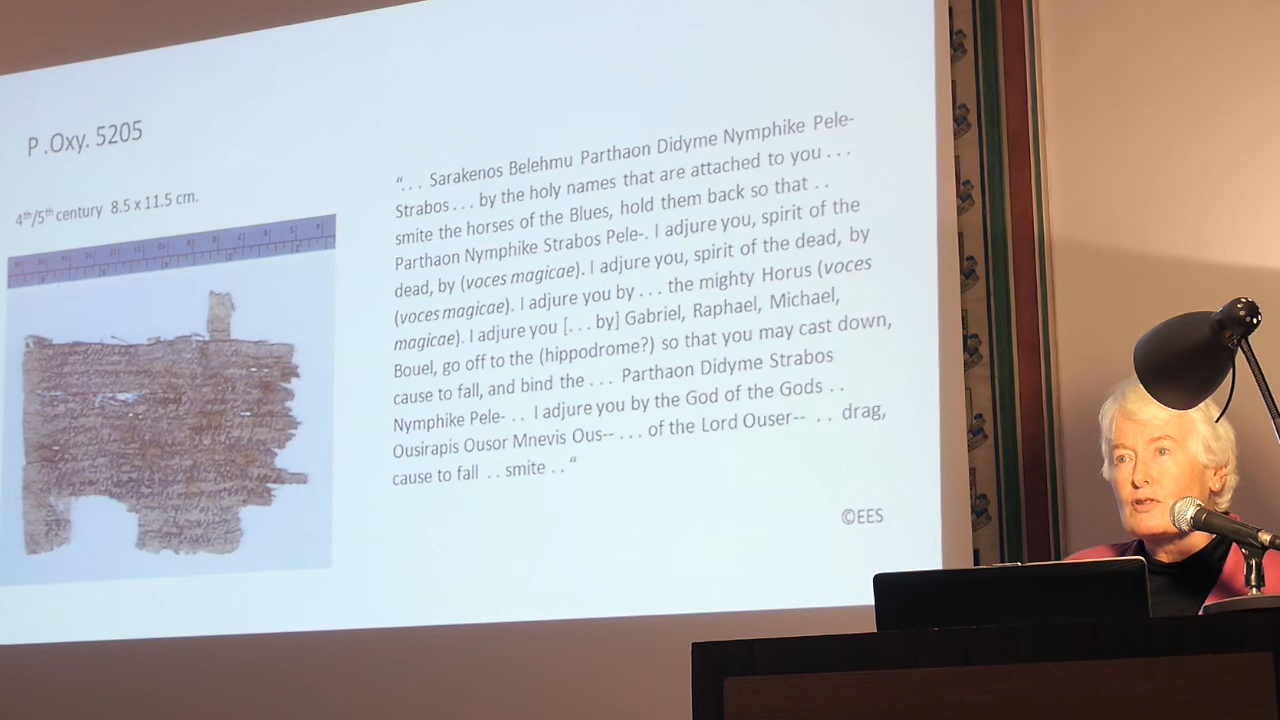 P .Oxy. 5205
4th/5th century 8.5 x 11.5 cm.
“. . . Sarakenos Belehmu Parthaon Didyme Nymphike Pele-
Strabos . . . by the holy names that are attached to you . . .
smite the horses of the Blues, hold them back so that . .
Parthaon Nymphike Strabos Pele-. I adjure you, spirit of the
dead, by (voces magicae). I adjure you, spirit of the dead, by
(voces magicae). I adjure you by . . . the mighty Horus (voces
magicae). I adjure you [. . . by] Gabriel, Raphael, Michael,
Bouel, go off to the (hippodrome?) so that you may cast down,
cause to fall, and bind the . . . Parthaon Didyme Strabos
Nymphike Pele- . . I adjure you by the God of the Gods . .
Ousirapis Ousor Mnevis Ous-- . . . of the Lord Ouser-- . . drag,
cause to fall . . smite . . “
©EES